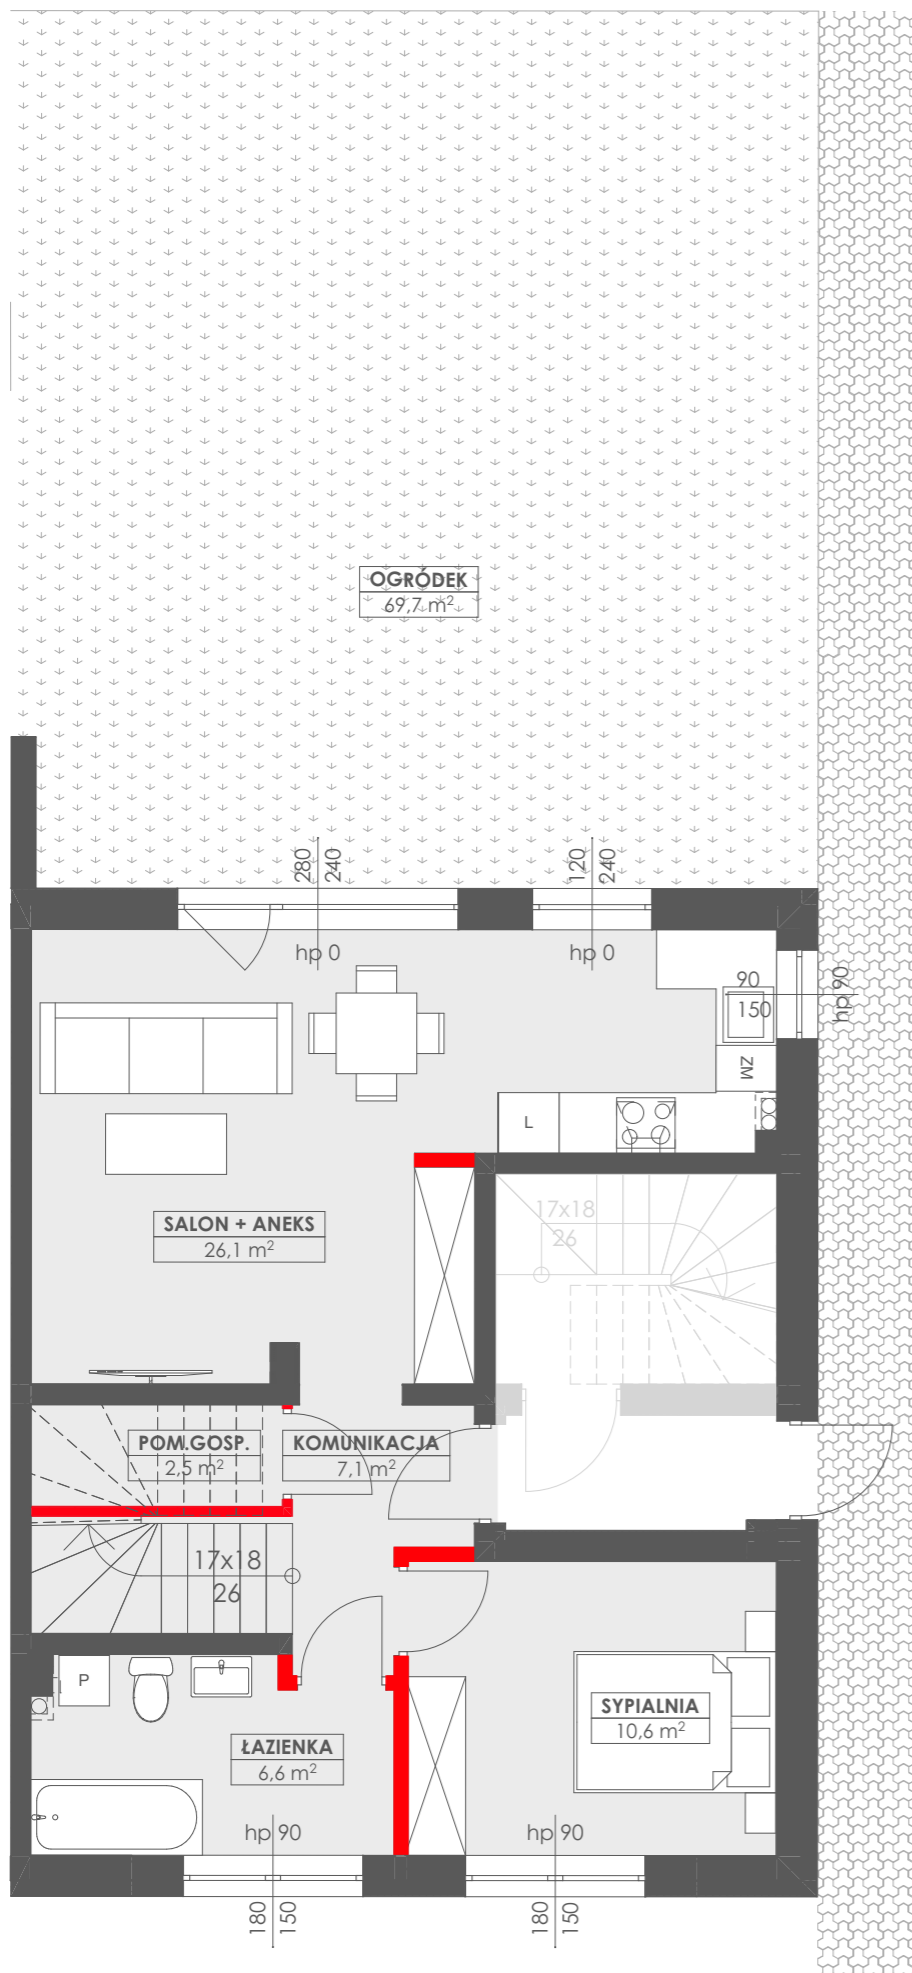 OGRÓDEK
69,7 m²
280
240
120
240
hp 0
hp 0
90
150
hp 90
ZM
L
17x18
26
SALON + ANEKS
26,1 m²
POM.GOSP.
2,5 m²
KOMUNIKACJA
7,1 m²
17x18
26
P
SYPIALNIA
10,6 m²
ŁAZIENKA
6,6 m²
hp 90
hp 90
180
150
180
150